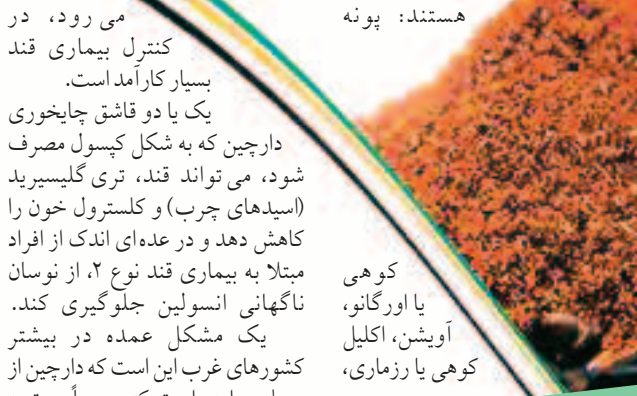 هستند: پونه
کوهی
یا اورگانو،
آویشن، اکلیل
کوهی یا رزماری،
می رود، در
کنترل بیماری قند
بسیار کارآمد است.
یک یا دو قاشق چایخوری
دارچین که به شکل کپسول مصرف
شود، می تواند قند، تری گلیسیرید
(اسیدهای چرب) و کلسترول خون را
کاهش دهد و در عده‌ای اندک از افراد
مبتلا به بیماری قند نوع ۲، از نوسان
ناگهانی انسولین جلوگیری کند.
یک مشکل عمده در بیشتر
کشورهای غرب این است که دارچین از